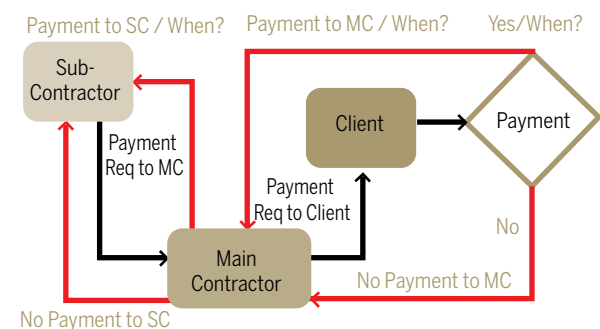 Payment to SC / When?
Payment to MC / When?
Yes/When?
Sub-
Contractor
Client
Payment
Payment
Req to MC
Payment
Req to Client
Main
Contractor
No
No Payment to MC
No Payment to SC